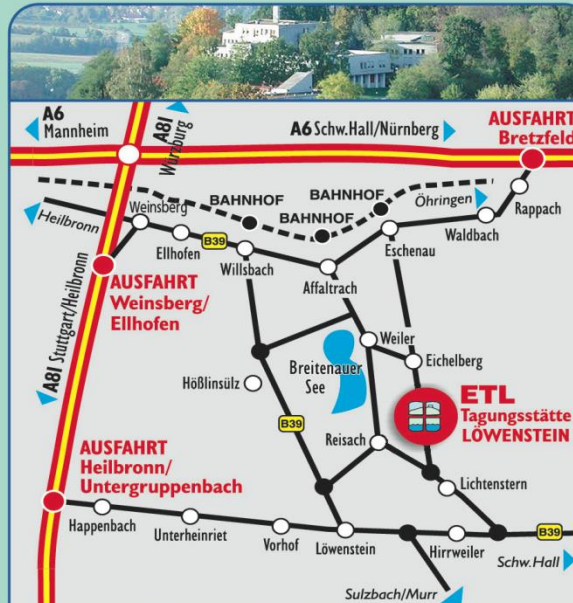 A6
Mannheim
A81
Würzburg
A6 Schw.Hall/Nürnberg
AUSFAHRT
Bretzfeld
BAHNHOF
BAHNHOF
BAHNHOF
Öhringen
Rappach
Waldbach
Heilbronn
Weinsberg
Ellhofen
B39
Willsbach
Affaltrach
Eschenau
AUSFAHRT
Weinsberg/
Ellhofen
A81 Stuttgart/Heilbronn
Weiler
Eichelberg
Breitenauer
See
Hößlinsülz
ETL
Tagungsstätte
LÖWENSTEIN
B39
Reisach
AUSFAHRT
Heilbronn/
Untergruppenbach
Lichtenstern
Happenbach
Unterheinriet
Vorhof
Löwenstein
Hirrweiler
B39
Schw.Hall
Sulzbach/Murr